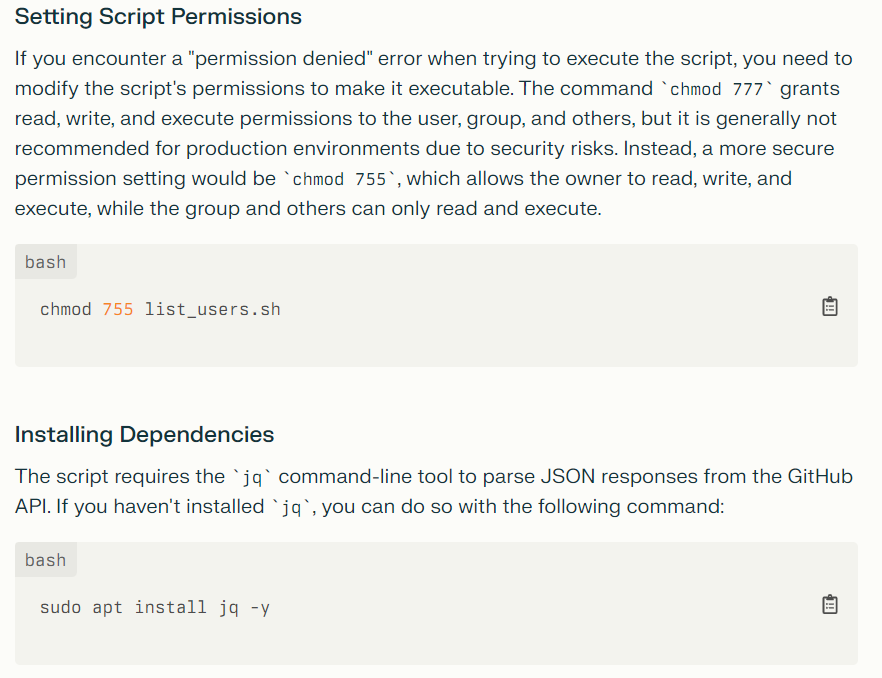 Setting Script Permissions
If you encounter a "permission denied" error when trying to execute the script, you need to
modify the script's permissions to make it executable. The command `chmod 777` grants
read, write, and execute permissions to the user, group, and others, but it is generally not
recommended for production environments due to security risks. Instead, a more secure
permission setting would be `chmod 755`, which allows the owner to read, write, and
execute, while the group and others can only read and execute.
bash
chmod 755 list_users.sh
Installing Dependencies
The script requires the `jq` command-line tool to parse JSON responses from the GitHub
API. If you haven't installed `jq`, you can do so with the following command:
bash
sudo apt install jq -y